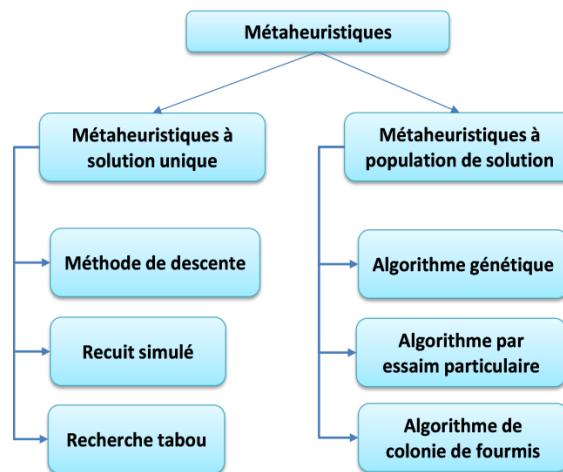 Métaheuristiques
Métaheuristiques à
solution unique
Méthode de descente
Recuit simulé
Recherche tabou
Métaheuristiques à
population de solution
Algorithme génétique
Algorithme par
essaim particulaire
Algorithme de
colonie de fourmis